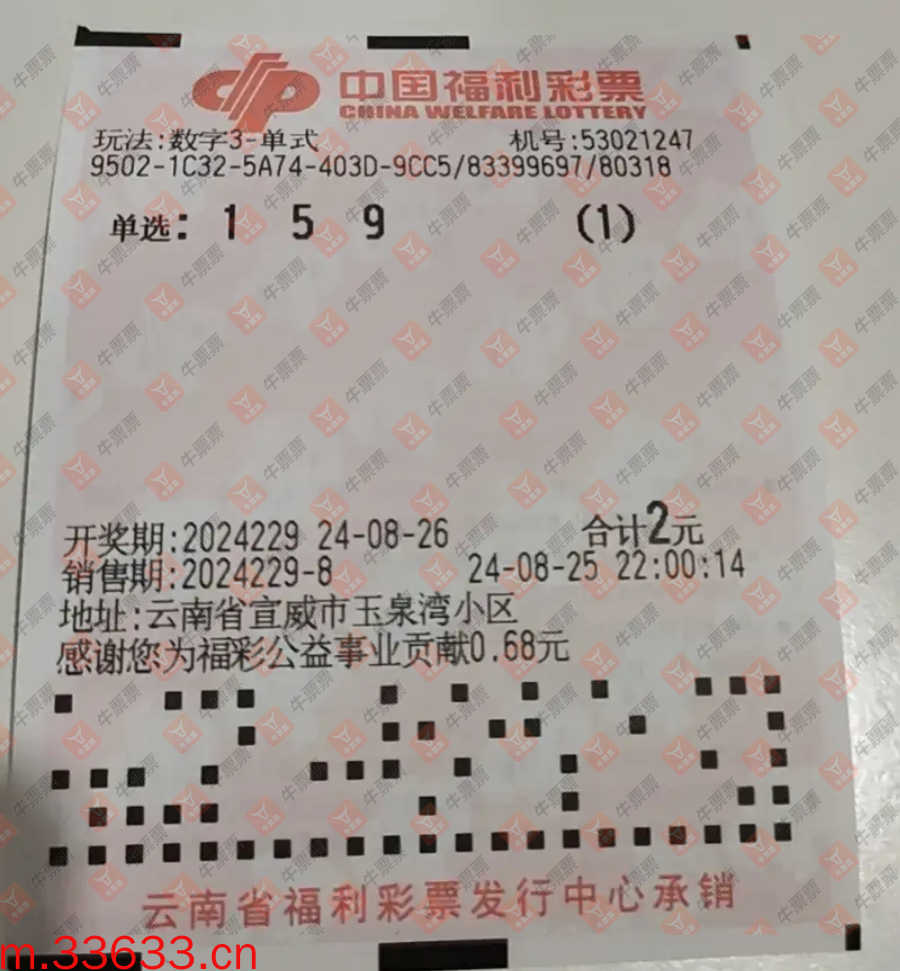 中国福利彩票
CHINA WELFARE LOTTERY
玩法:数字3-单式 机号:53021247
9502-1C32-5A74-403D-9CC5/83399697/80318
单选: 1 5 9 (1)
开奖期:2024229 24-08-26 合计2元
销售期:2024229-8 24-08-25 22:00:14
地址:云南省宣威市玉泉湾小区
感谢您为福彩公益事业贡献0.68元
云南省福利彩票发行中心承销
m.33633.cn
牛票票